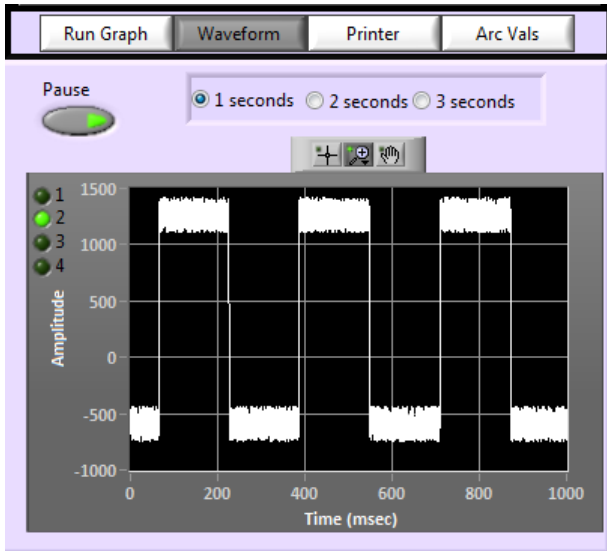 Run Graph Waveform Printer Arc Vals
Pause
1 seconds 2 seconds 3 seconds
1
2
3
4
1500
1000
500
0
-500
-1000
Amplitude
0 200 400 600 800 1000
Time (msec)